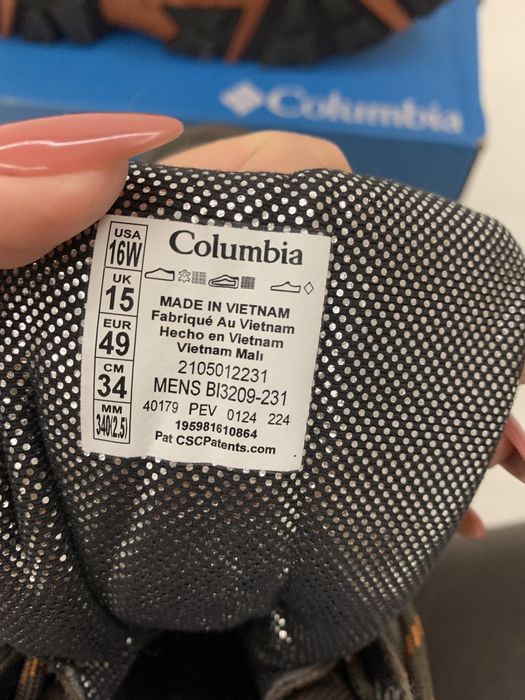 Columbia
USA
16W
UK
15
EUR
49
CM
34
MM
340(2.5)
Columbia
MADE IN VIETNAM
Fabriqué Au Vietnam
Hecho en Vietnam
Vietnam Malı
2105012231
MENS BI3209-231
40179 PEV 0124 224
195981610864
Pat CSCPatents.com